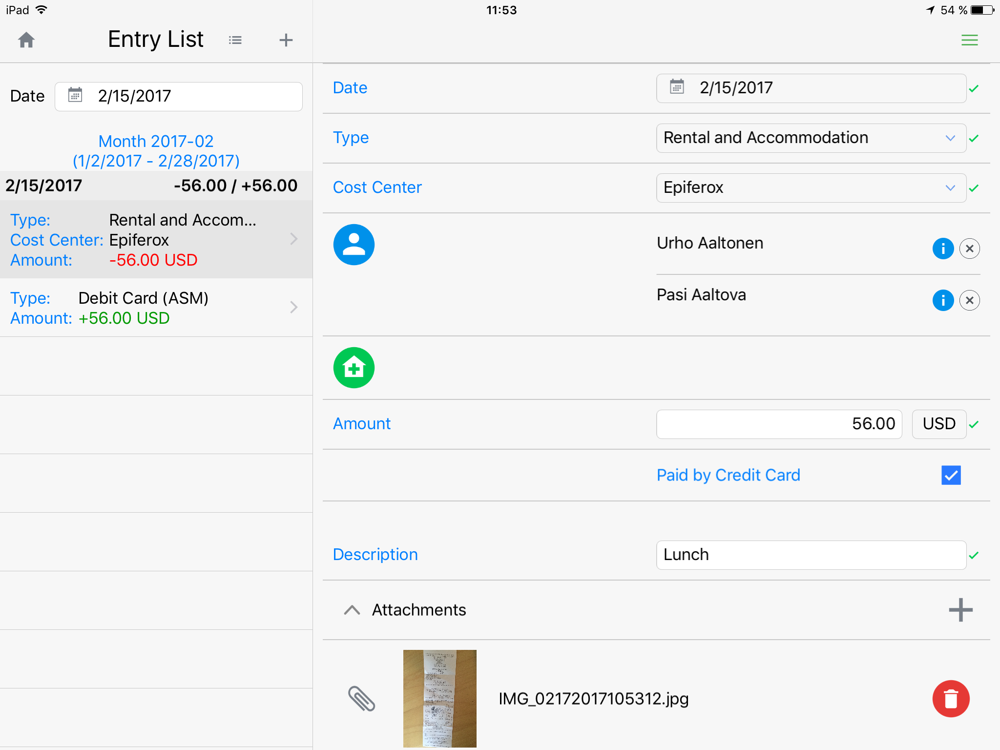 iPad 11:53 54 %
Entry List
Date 2/15/2017
Month 2017-02
(1/2/2017 - 2/28/2017)
2/15/2017 -56.00 / +56.00
Type: Rental and Accom...
Cost Center: Epiferox
Amount: -56.00 USD
Type: Debit Card (ASM)
Amount: +56.00 USD
Date 2/15/2017
Type Rental and Accommodation
Cost Center Epiferox
Urho Aaltonen
Pasi Aaltova
Amount 56.00 USD
Paid by Credit Card
Description Lunch
Attachments
IMG_02172017105312.jpg